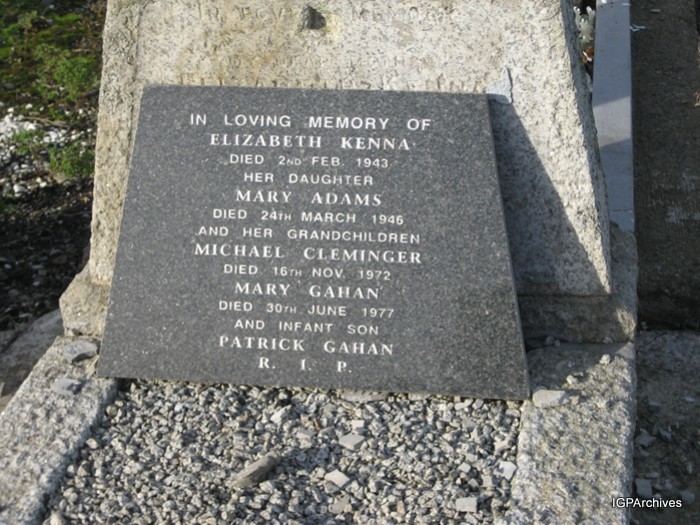 IN LOVING MEMORY OF
ELIZABETH KENNA
DIED 2ND FEB. 1943
HER DAUGHTER
MARY ADAMS
DIED 24TH MARCH 1946
AND HER GRANDCHILDREN
MICHAEL CLEMINGER
DIED 16TH NOV. 1972
MARY GAHAN
DIED 30TH JUNE 1977
AND INFANT SON
PATRICK GAHAN
R. I. P.
IGPArchives